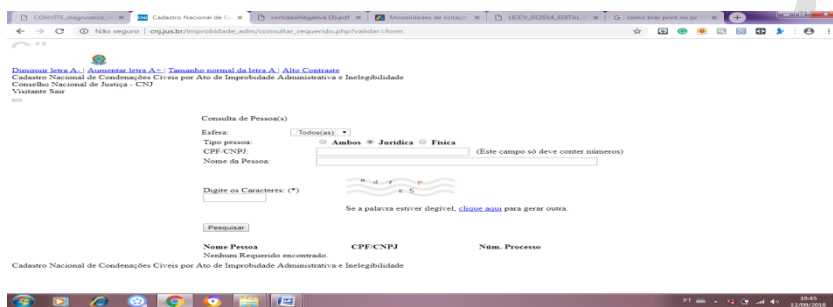 CONVITE_diagnostica_
Cadastro Nacional de C
certidaoNegativa (3).pdf
Modalidades de licitaç
UCCV_012014_EDITAL_
como tirar print no pc
Não seguro | cnj.jus.br/improbidade_adm/consultar_requerido.php?validar=form
Diminuir letra A- | Aumentar letra A+ | Tamanho normal da letra A | Alto Contraste
Cadastro Nacional de Condenações Cíveis por Ato de Improbidade Administrativa e Inelegibilidade
Conselho Nacional de Justiça - CNJ
Visitante Sair
Consulta de Pessoa(s)
Esfera: Todos(as)
Tipo pessoa: Ambos Jurídica Física
CPF/CNPJ: (Este campo só deve conter números)
Nome da Pessoa:
Digite os Caracteres: (*)
Se a palavra estiver ilegível, clique aqui para gerar outra.
Pesquisar
Nome Pessoa CPF/CNPJ Núm. Processo
Nenhum Requerido encontrado.
Cadastro Nacional de Condenações Cíveis por Ato de Improbidade Administrativa e Inelegibilidade
PT
10:45
12/09/2018